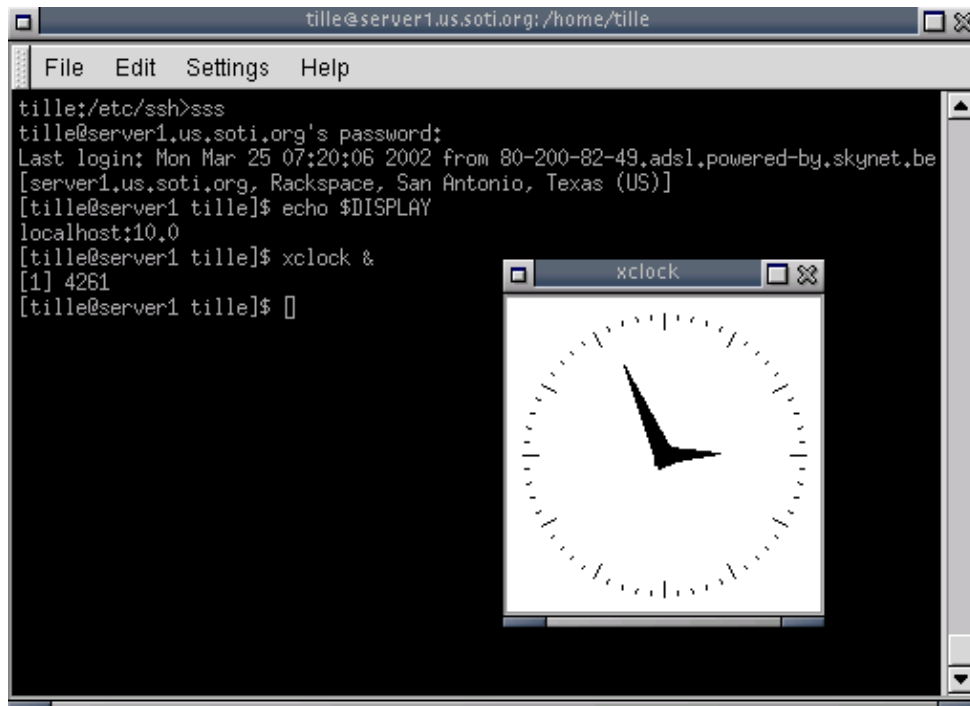 tille@server1.us.soti.org: /home/tille
File Edit Settings Help
tille:/etc/ssh>sss
tille@server1.us.soti.org's password:
Last login: Mon Mar 25 07:20:06 2002 from 80-200-82-49.adsl.powered-by.skynet.be
[server1.us.soti.org, Rackspace, San Antonio, Texas (US)]
[tille@server1 tille]$ echo $DISPLAY
localhost:10.0
[tille@server1 tille]$ xclock &
[1] 4261
[tille@server1 tille]$
xclock